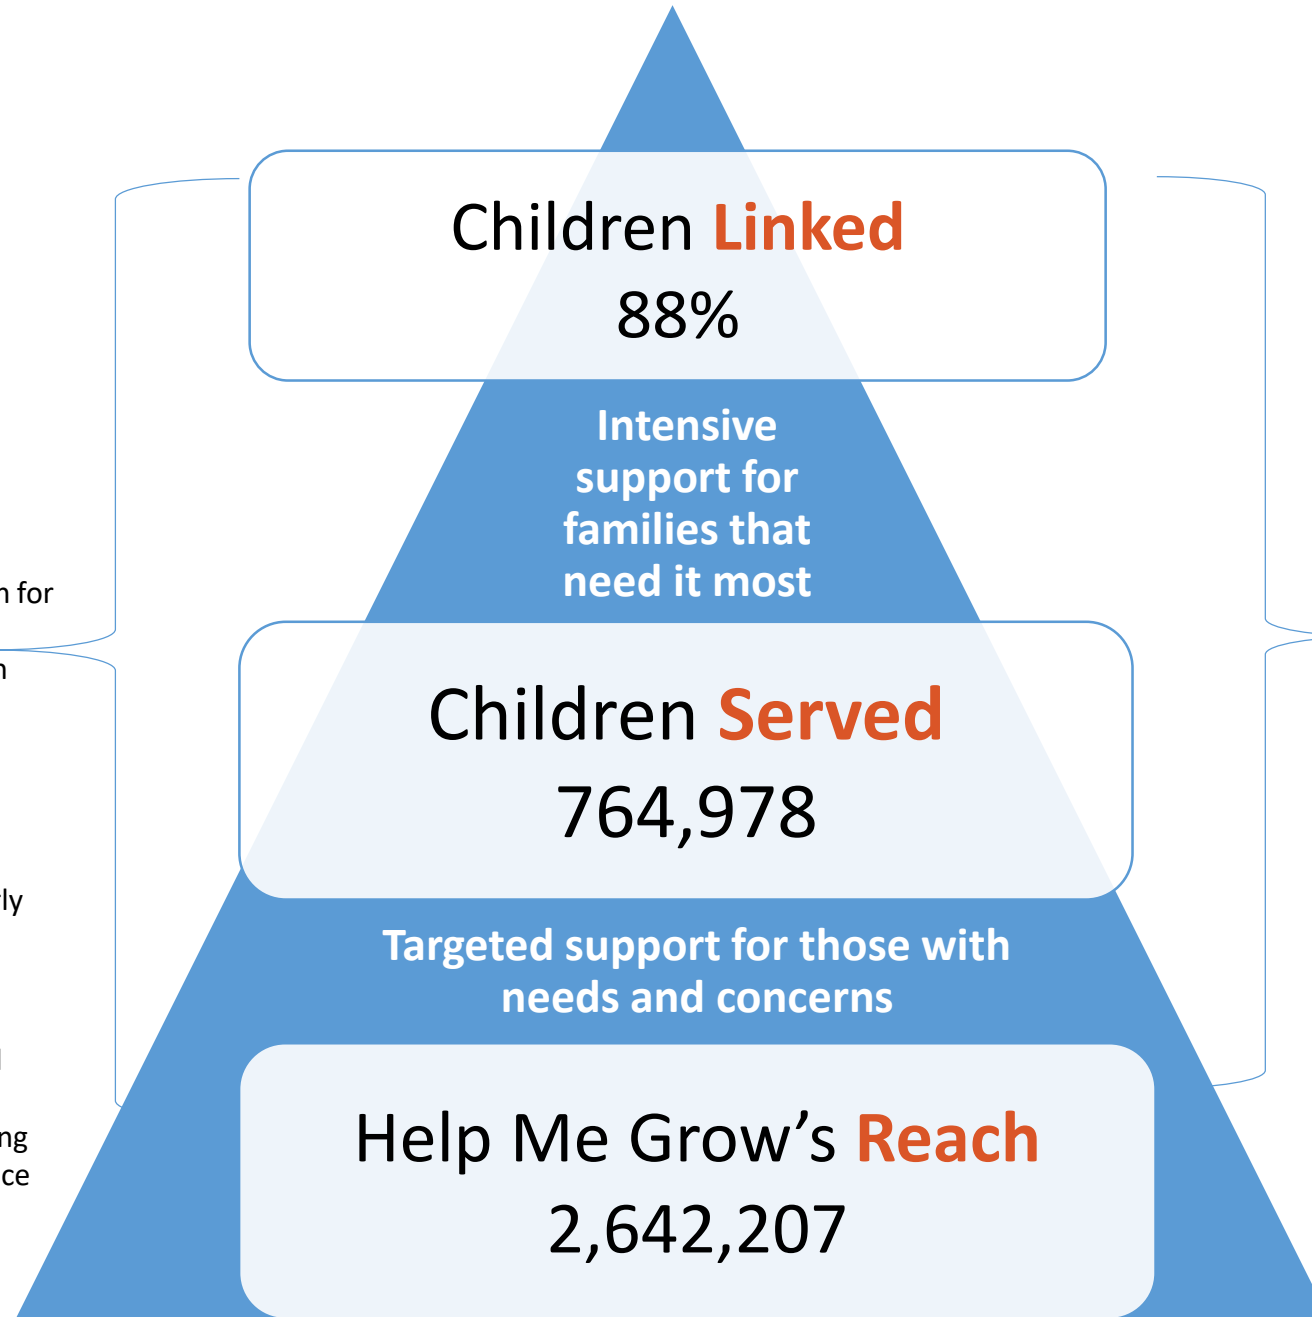 Children Linked
88%
Intensive
support for
families that
need it most
for
Children Served
764,978
Targeted support for those with
needs and concerns
Help Me Grow’s Reach
2,642,207